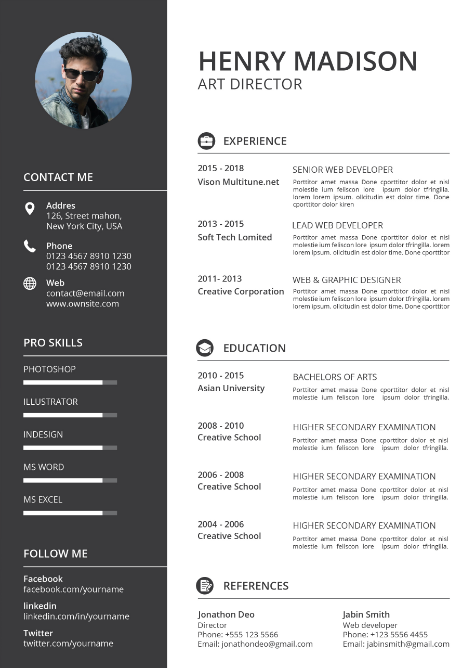 HENRY MADISON
ART DIRECTOR
CONTACT ME
Addres
126, Street mahon,
New York City, USA
Phone
0123 4567 8910 1230
0123 4567 8910 1230
Web
contact@email.com
www.ownsite.com
PRO SKILLS
PHOTOSHOP
ILLUSTRATOR
INDESIGN
MS WORD
MS EXCEL
FOLLOW ME
Facebook
facebook.com/yourname
linkedin
linkedin.com/in/yourname
Twitter
twitter.com/yourname
EXPERIENCE
2015 - 2018
Vison Multitune.net
SENIOR WEB DEVELOPER
Porttitor amet massa Done cporttitor dolor et nisl
molestie ium feliscon lore ipsum dolor tfringilla.
lorem lorem ipsum. ollcitudin est dolor time. Done
cporttitor dolor kiren
2013 - 2015
Soft Tech Lomited
LEAD WEB DEVELOPER
Porttitor amet massa Done cporttitor dolor et nisl
molestie ium feliscon lore ipsum dolor tfringilla. lorem
lorem ipsum. ollcitudin est dolor time. Done cporttitor
2011- 2013
Creative Corporation
WEB & GRAPHIC DESIGNER
Porttitor amet massa Done cporttitor dolor et nisl
molestie ium feliscon lore ipsum dolor tfringilla. lorem
lorem ipsum. ollcitudin est dolor time. Done cporttitor
EDUCATION
2010 - 2015
Asian University
BACHELORS OF ARTS
Porttitor amet massa Done cporttitor dolor et nisl
molestie ium feliscon lore ipsum dolor tfringilla.
2008 - 2010
Creative School
HIGHER SECONDARY EXAMINATION
Porttitor amet massa Done cporttitor dolor et nisl
molestie ium feliscon lore ipsum dolor tfringilla.
2006 - 2008
Creative School
HIGHER SECONDARY EXAMINATION
Porttitor amet massa Done cporttitor dolor et nisl
molestie ium feliscon lore ipsum dolor tfringilla.
2004 - 2006
Creative School
HIGHER SECONDARY EXAMINATION
Porttitor amet massa Done cporttitor dolor et nisl
molestie ium feliscon lore ipsum dolor tfringilla.
REFERENCES
Jonathon Deo
Director
Phone: +555 123 5566
Email: jonathondeo@gmail.com
Jabin Smith
Web developer
Phone: +123 5556 4455
Email: jabinsmith@gmail.com